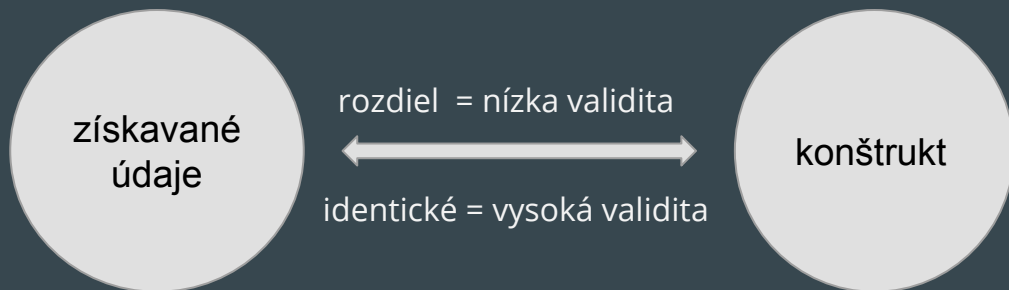 získavané
údaje
rozdiel = nízka validita
identické = vysoká validita
konštrukt